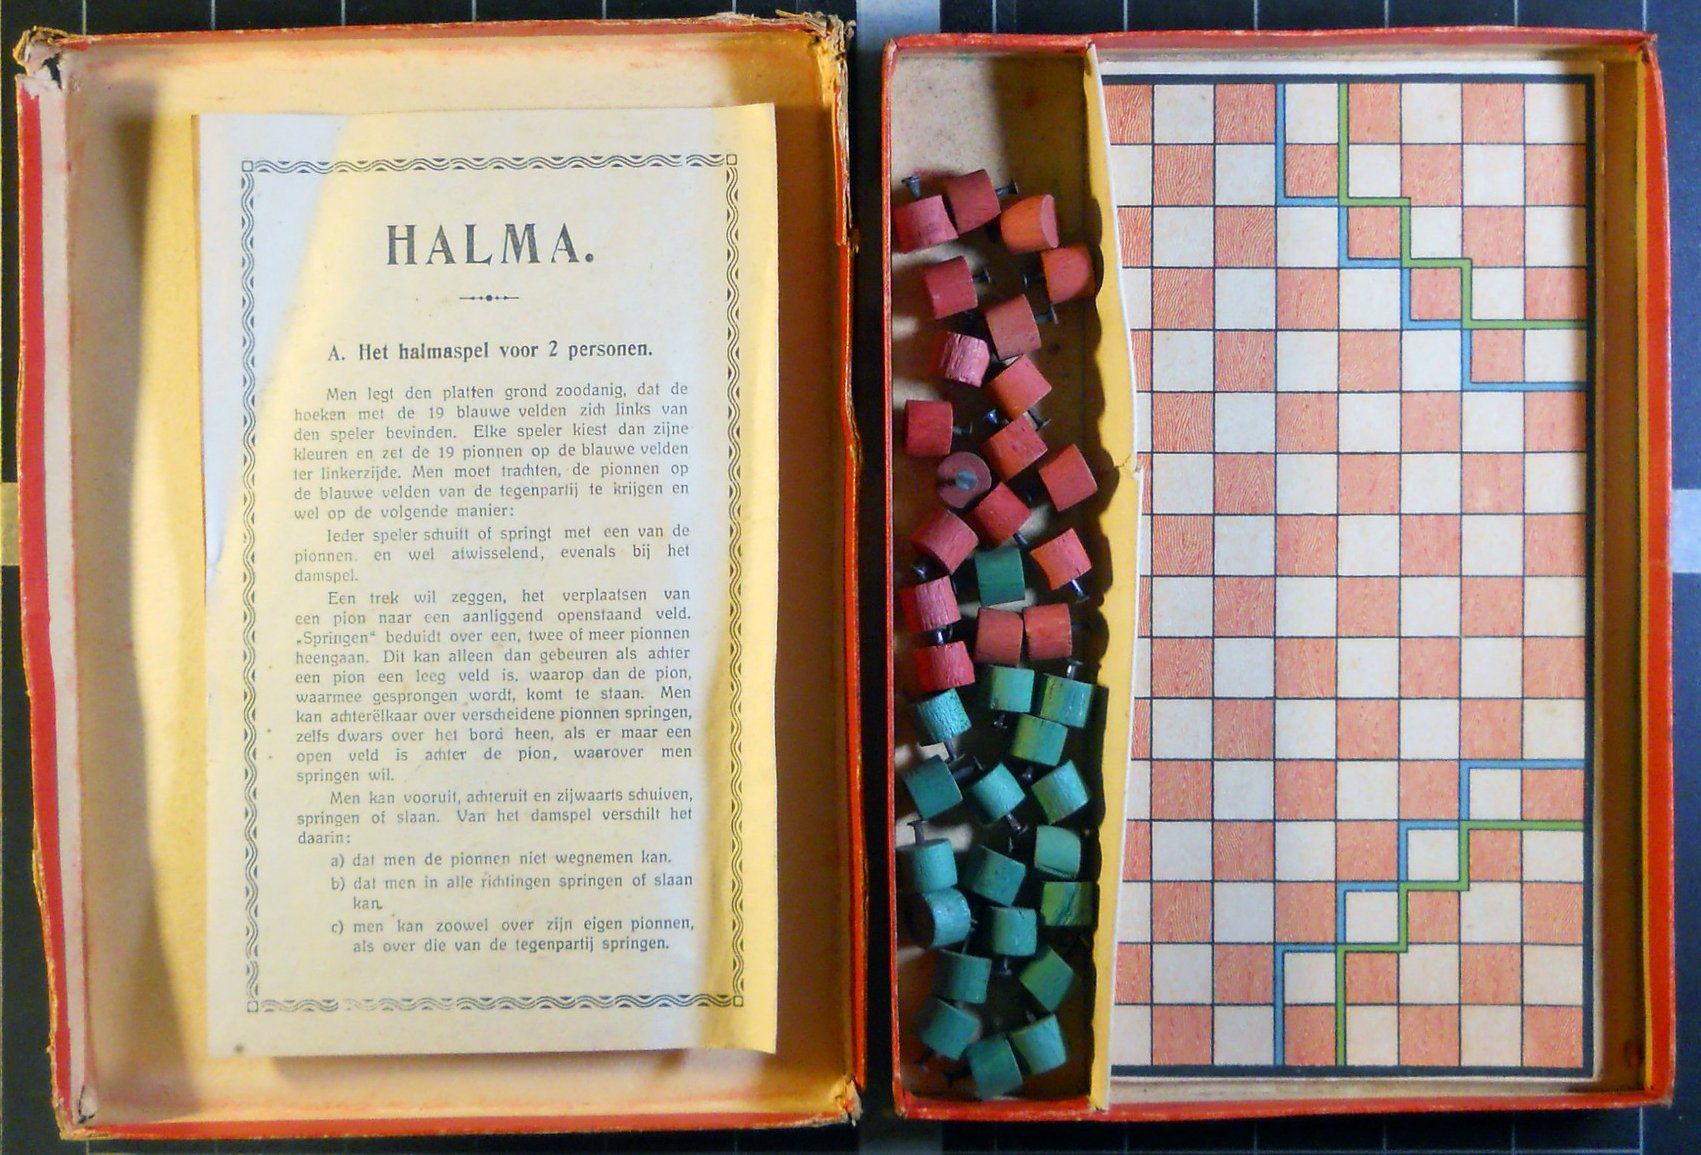 HALMA.
A. Het halmaspel voor 2 personen.
Men legt den platten grond zoodanig, dat de
hoeken met de 19 blauwe velden zich links van
den speler bevinden. Elke speler kiest dan zijne
kleuren en zet de 19 pionnen op de blauwe velden
ter linkerzijde. Men moet trachten, de pionnen op
de blauwe velden van de tegenpartij te krijgen en
wel op de volgende manier:
Ieder speler schuift of springt met een van de
pionnen. en wel afwisselend, evenals bij het
damspel.
Een trek wil zeggen, het verplaatsen van
een pion naar een aanliggend openstaand veld.
„Springen“ beduidt over een, twee of meer pionnen
heengaan. Dit kan alleen dan gebeuren als achter
een pion een leeg veld is, waarop dan de pion,
waarmee gesprongen wordt, komt te staan. Men
kan achterëlkaar over verscheidene pionnen springen,
zelfs dwars over het bord heen, als er maar een
open veld is achter de pion, waarover men
springen wil.
Men kan vooruit, achteruit en zijwaarts schuiven,
springen of slaan. Van het damspel verschilt het
daarin:
a) dat men de pionnen niet wegnemen kan.
b) dat men in alle richtingen springen of slaan
kan.
c) men kan zoowel over zijn eigen pionnen,
als over die van de tegenpartij springen.